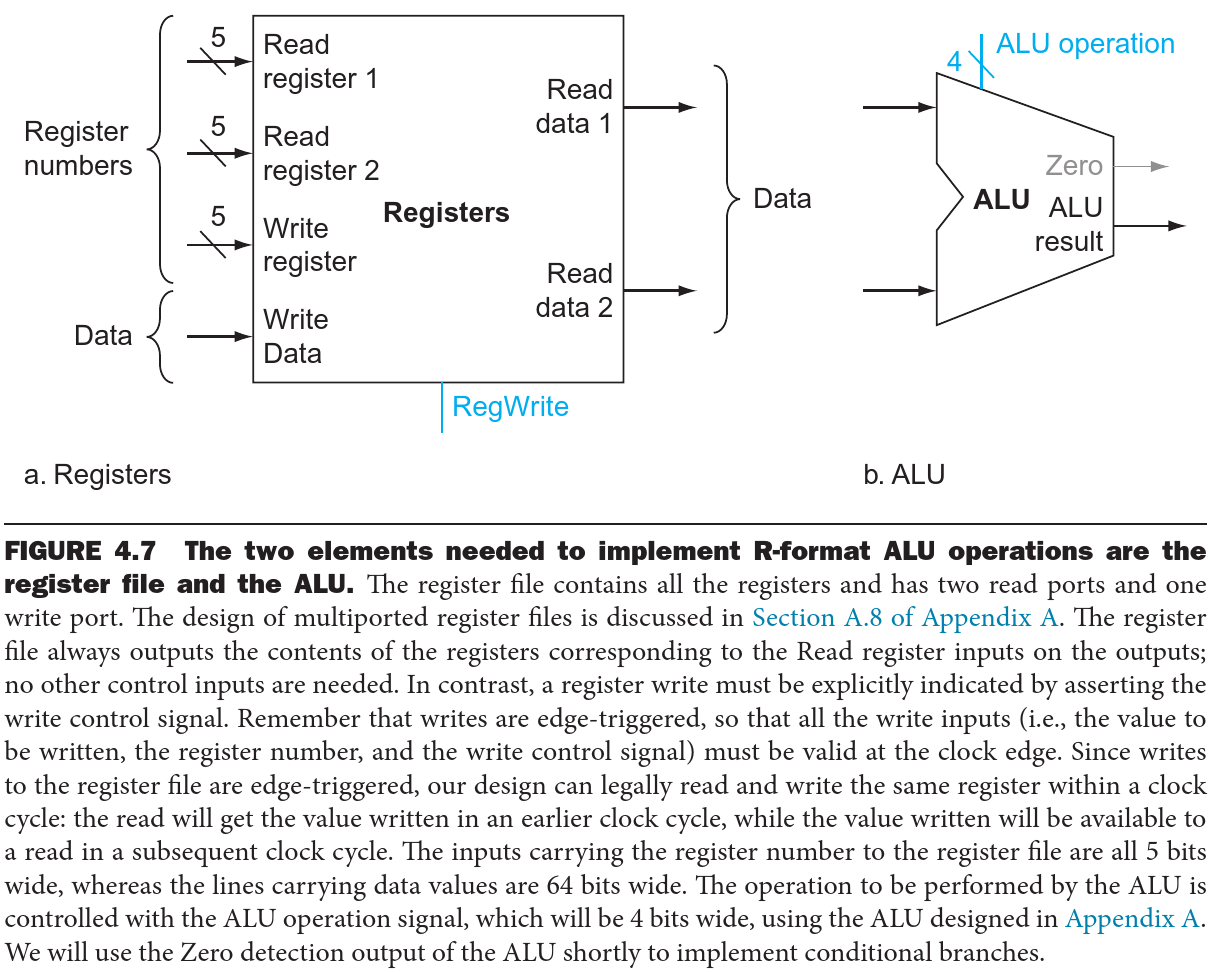 5
Read
register 1
5
Read
register 2
Register
numbers
5
Write
register
Data
Write
Data
Registers
Read
data 1
Read
data 2
Data
RegWrite
4
ALU operation
Zero
ALU
ALU
result
a. Registers
b. ALU
FIGURE 4.7 The two elements needed to implement R-format ALU operations are the
register file and the ALU. The register file contains all the registers and has two read ports and one
write port. The design of multiported register files is discussed in Section A.8 of Appendix A. The register
file always outputs the contents of the registers corresponding to the Read register inputs on the outputs;
no other control inputs are needed. In contrast, a register write must be explicitly indicated by asserting the
write control signal. Remember that writes are edge-triggered, so that all the write inputs (i.e., the value to
be written, the register number, and the write control signal) must be valid at the clock edge. Since writes
to the register file are edge-triggered, our design can legally read and write the same register within a clock
cycle: the read will get the value written in an earlier clock cycle, while the value written will be available to
a read in a subsequent clock cycle. The inputs carrying the register number to the register file are all 5 bits
wide, whereas the lines carrying data values are 64 bits wide. The operation to be performed by the ALU is
controlled with the ALU operation signal, which will be 4 bits wide, using the ALU designed in Appendix A.
We will use the Zero detection output of the ALU shortly to implement conditional branches.